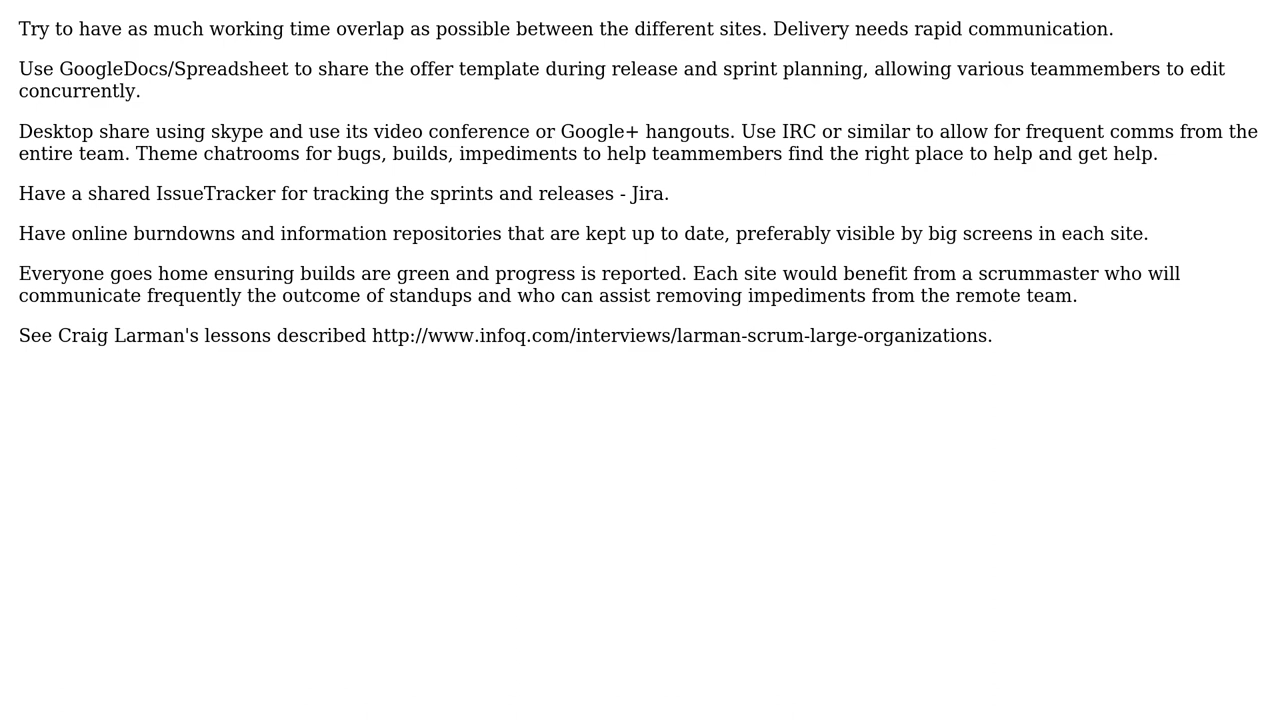 Try to have as much working time overlap as possible between the different sites. Delivery needs rapid communication.
Use GoogleDocs/Spreadsheet to share the offer template during release and sprint planning, allowing various teammembers to edit
concurrently.
Desktop share using skype and use its video conference or Google+ hangouts. Use IRC or similar to allow for frequent comms from the
entire team. Theme chatrooms for bugs, builds, impediments to help teammembers find the right place to help and get help.
Have a shared IssueTracker for tracking the sprints and releases - Jira.
Have online burndowns and information repositories that are kept up to date, preferably visible by big screens in each site.
Everyone goes home ensuring builds are green and progress is reported. Each site would benefit from a scrummaster who will
communicate frequently the outcome of standups and who can assist removing impediments from the remote team.
See Craig Larman's lessons described http://www.infoq.com/interviews/larman-scrum-large-organizations.